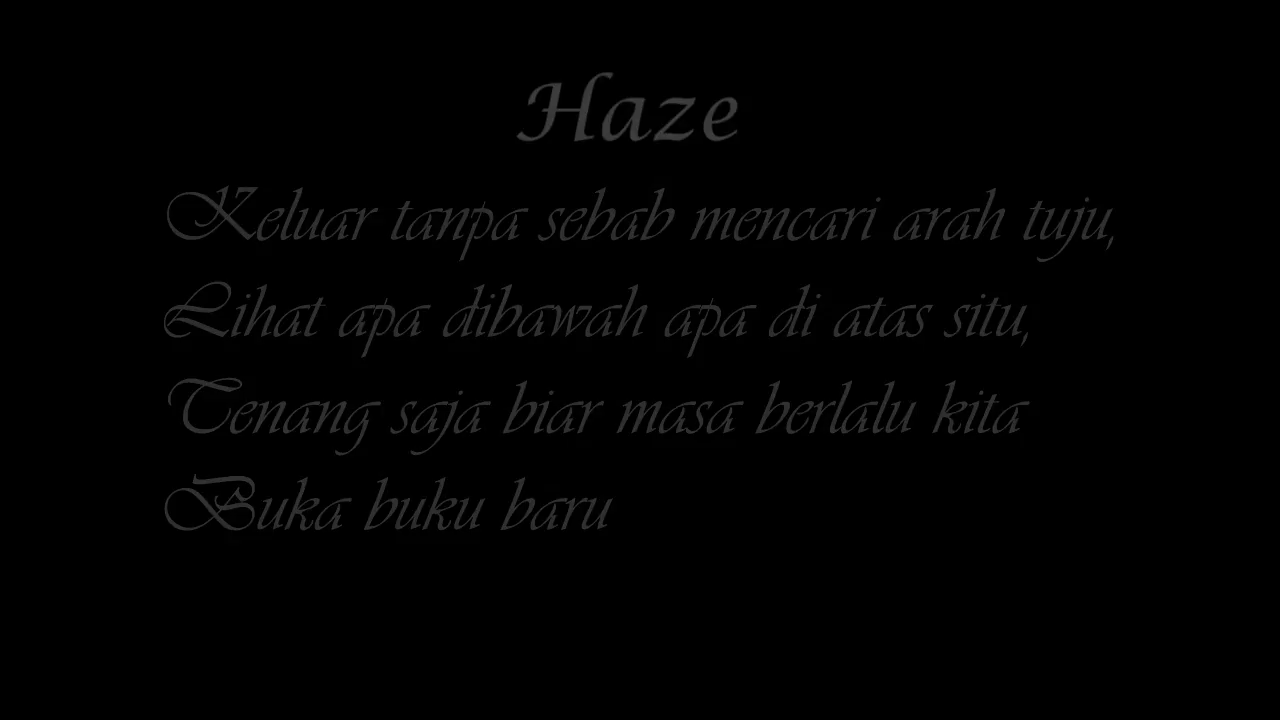 Haze
Keluar tanpa sebab mencari arah tuju,
Lihat apa dibawah apa di atas situ,
Tenang saja biar masa berlalu kita
Buka buku baru